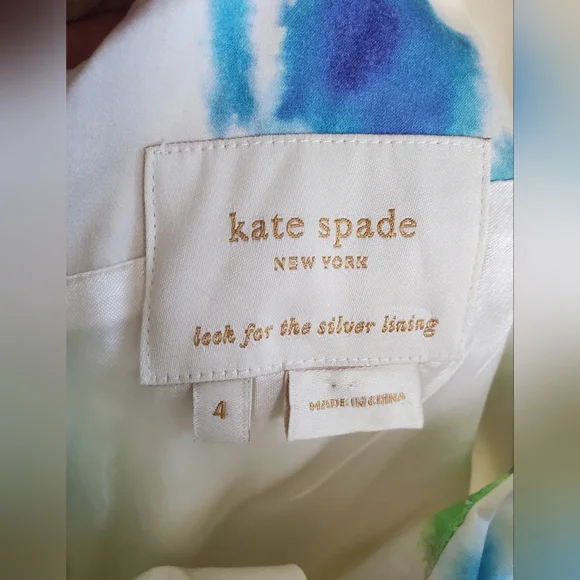 kate spade
NEW YORK
look for the silver lining
4
MADE IN CHINA